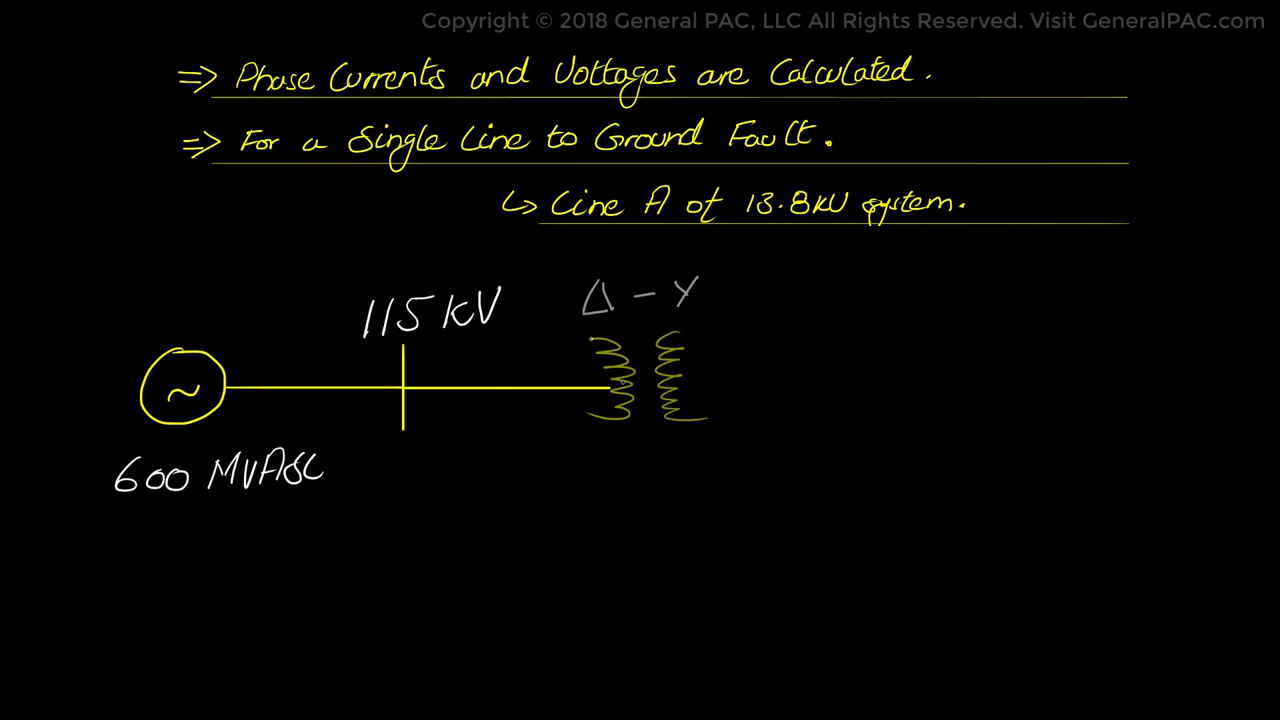 Copyright © 2018 General PAC, LLC All Rights Reserved. Visit GeneralPAC.com
⇒ Phase Currents and Voltages are Calculated.
⇒ For a Single Line to Ground Fault.
↳ Line A of 13.8kV system.
115 kV
Δ - Y
~
600 MVASC